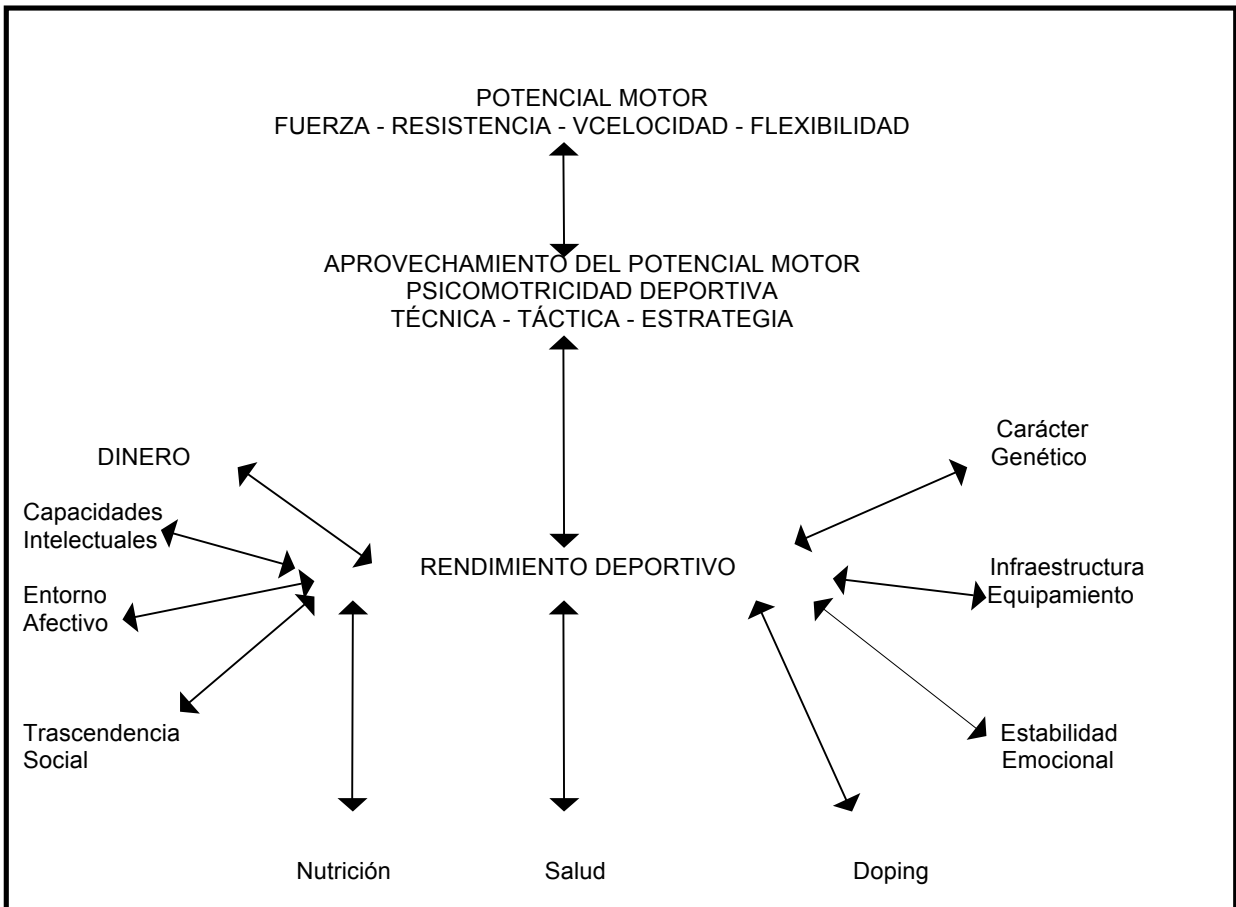 POTENCIAL MOTOR
FUERZA - RESISTENCIA - VCELOCIDAD - FLEXIBILIDAD
APROVECHAMIENTO DEL POTENCIAL MOTOR
PSICOMOTRICIDAD DEPORTIVA
TÉCNICA - TÁCTICA - ESTRATEGIA
DINERO
Capacidades
Intelectuales
Entorno
Afectivo
Trascendencia
Social
RENDIMIENTO DEPORTIVO
Carácter
Genético
Infraestructura
Equipamiento
Estabilidad
Emocional
Nutrición
Salud
Doping